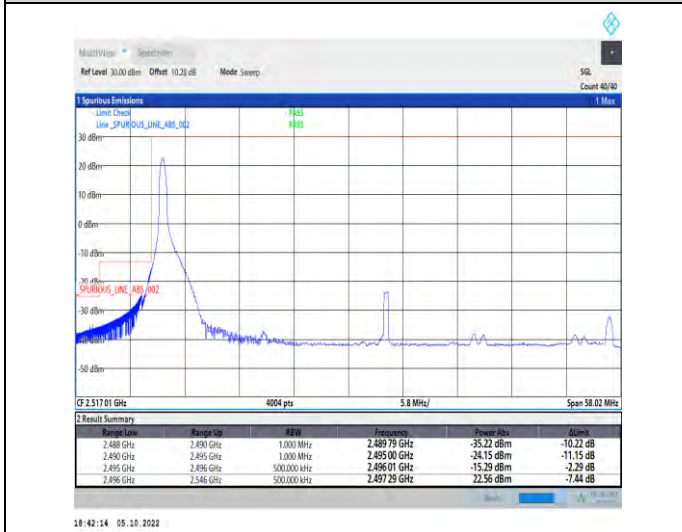 MultiView Spectrum
Ref Level 30.00 dBm Offset 10.28 dB Mode Sweep SGL
Count 40/40
1 Spurious Emissions 1 Max
Limit Check PASS
Line _SPURIOUS_LINE_ABS_002 PASS
30 dBm
20 dBm
10 dBm
0 dBm
-10 dBm
-20 dBm
_SPURIOUS_LINE_ABS_002
-30 dBm
-40 dBm
-50 dBm
CF 2.517 01 GHz 4004 pts 5.8 MHz/ Span 58.02 MHz
2 Result Summary
Range Low Range Up RBW Frequency Power Abs ΔLimit
2.488 GHz 2.490 GHz 1.000 MHz 2.489 79 GHz -35.22 dBm -10.22 dB
2.490 GHz 2.495 GHz 1.000 MHz 2.495 00 GHz -24.15 dBm -11.15 dB
2.495 GHz 2.496 GHz 500.000 kHz 2.496 01 GHz -15.29 dBm -2.29 dB
2.496 GHz 2.546 GHz 500.000 kHz 2.497 29 GHz 22.56 dBm -7.44 dB
18:42:14 05.10.2022